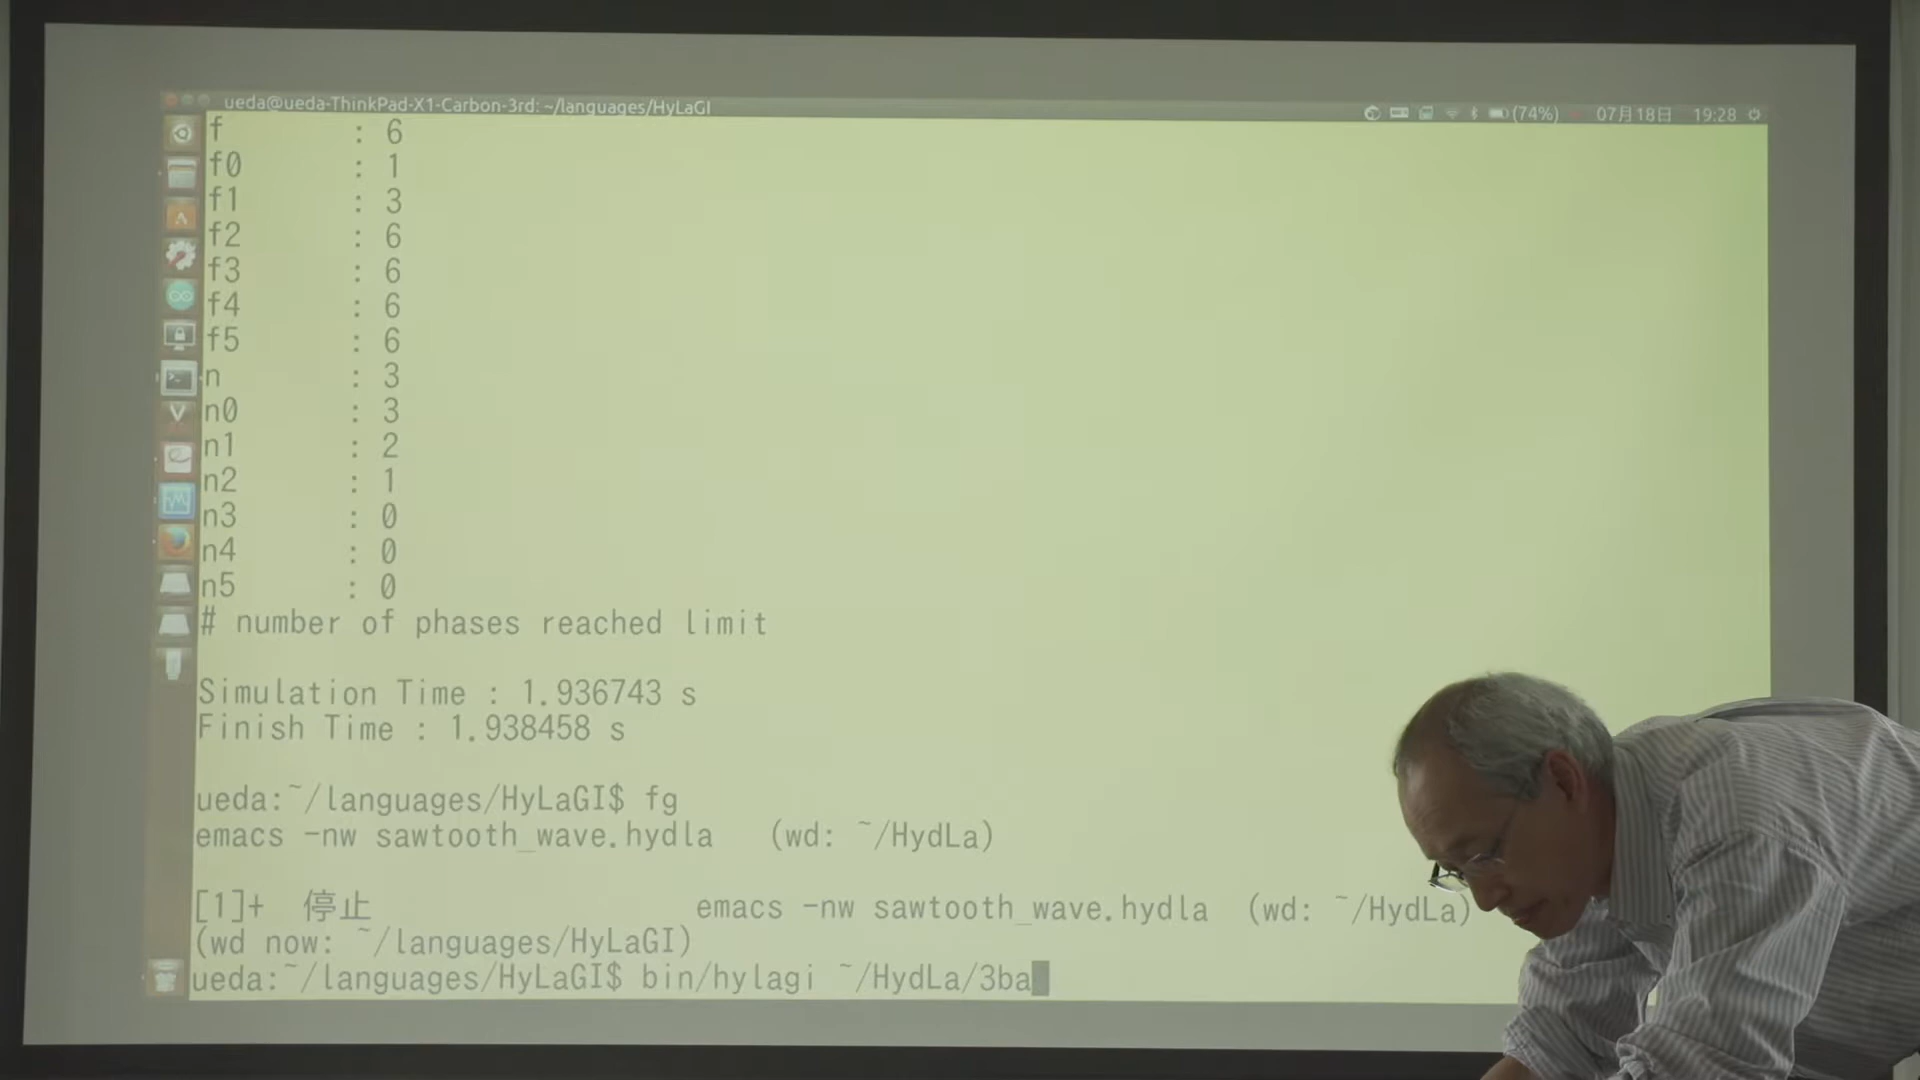 ueda@ueda-ThinkPad-X1-Carbon-3rd: ~/languages/HyLaGI
(74%) 07月18日 19:28
f : 6
f0 : 1
f1 : 3
f2 : 6
f3 : 6
f4 : 6
f5 : 6
n : 3
n0 : 3
n1 : 2
n2 : 1
n3 : 0
n4 : 0
n5 : 0
# number of phases reached limit
Simulation Time : 1.936743 s
Finish Time : 1.938458 s
ueda:~/languages/HyLaGI$ fg
emacs -nw sawtooth_wave.hydla (wd: ~/HydLa)
[1]+ 停止 emacs -nw sawtooth_wave.hydla (wd: ~/HydLa)
(wd now: ~/languages/HyLaGI)
ueda:~/languages/HyLaGI$ bin/hylagi ~/HydLa/3ba